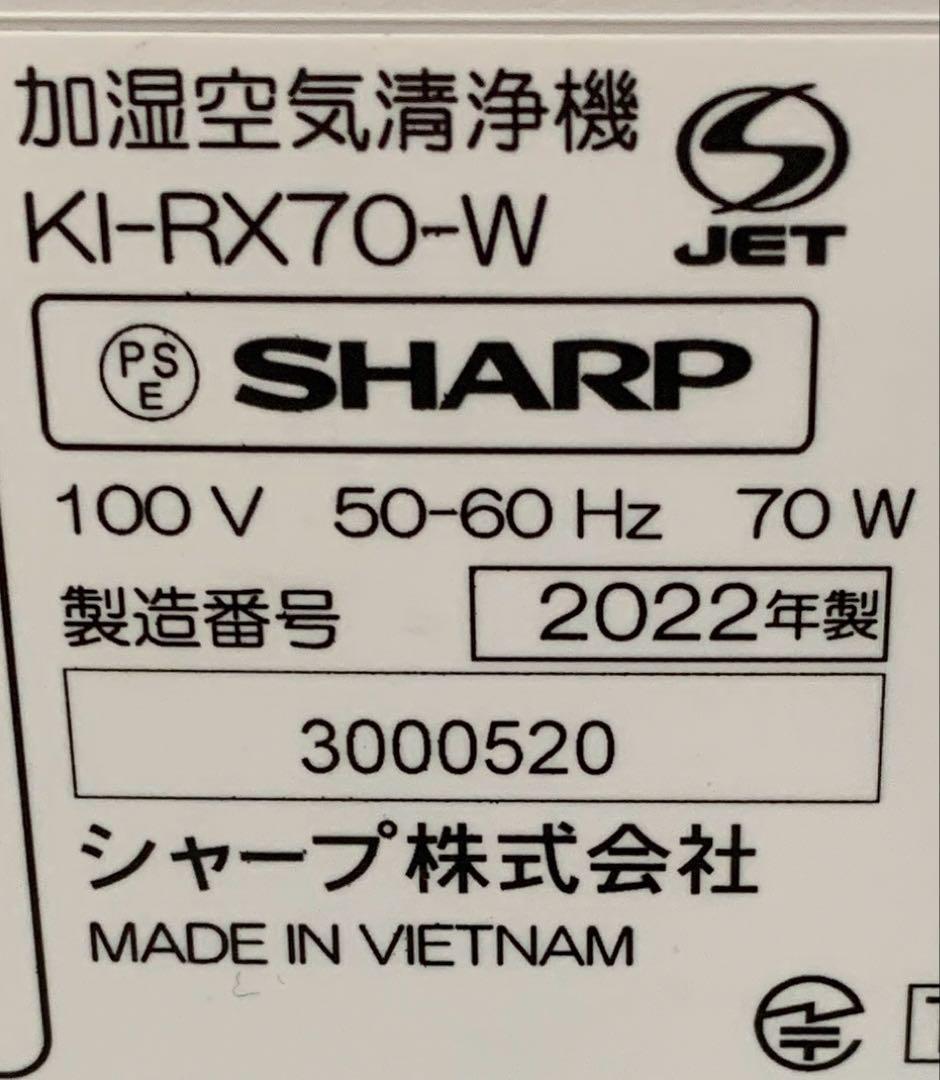 加湿空気清浄機
KI-RX70-W
JET
PS
E
SHARP
100 V 50-60 Hz 70 W
製造番号
2022年製
3000520
シャープ株式会社
MADE IN VIETNAM